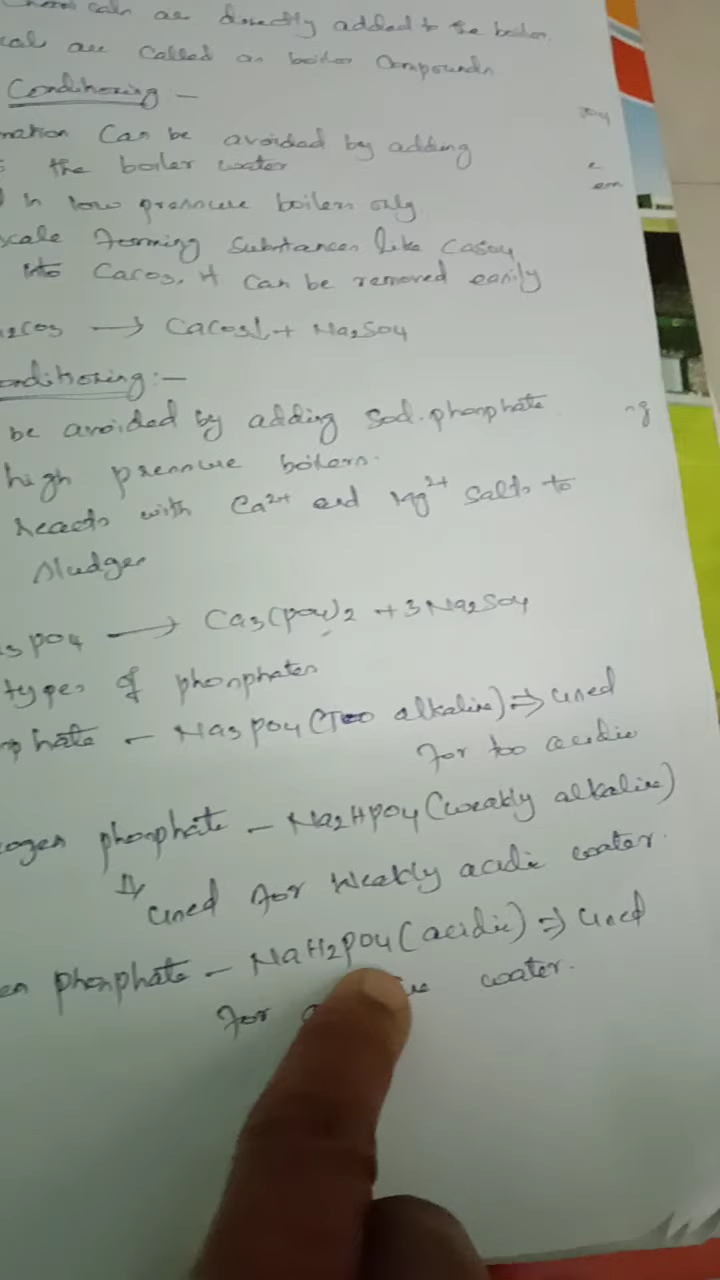 are directly added to the boiler
are called as boiler compounds
Conditioning -
mation can be avoided by adding
the boiler water
in low pressure boilers only
scale forming substances like CaSO4
into CaCO3, it can be removed easily
2CO3 → CaCO3↓ + Na2SO4
onditioning :-
be avoided by adding sod. phosphate
high pressure boilers.
reacts with Ca2+ and Mg2+ salts to
sludges
3PO4 → Ca3(PO4)2 + 3Na2SO4
types of phosphates
phate - Na3PO4 (Too alkaline) ⇒ used
for too acidic
ogen phosphate - Na2HPO4 (weakly alkaline)
⇓ used for weakly acidic water.
en phosphate - NaH2PO4 (acidic) ⇒ used
for water.